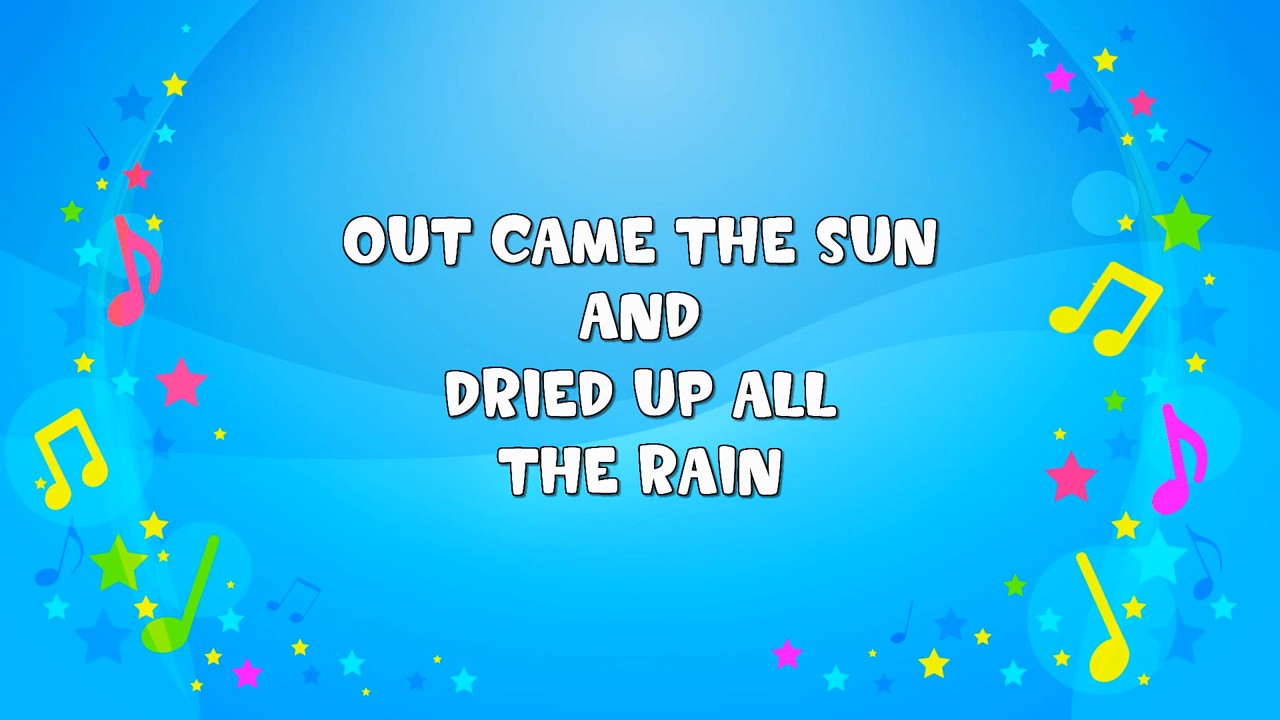 OUT CAME THE SUN
AND
DRIED UP ALL
THE RAIN